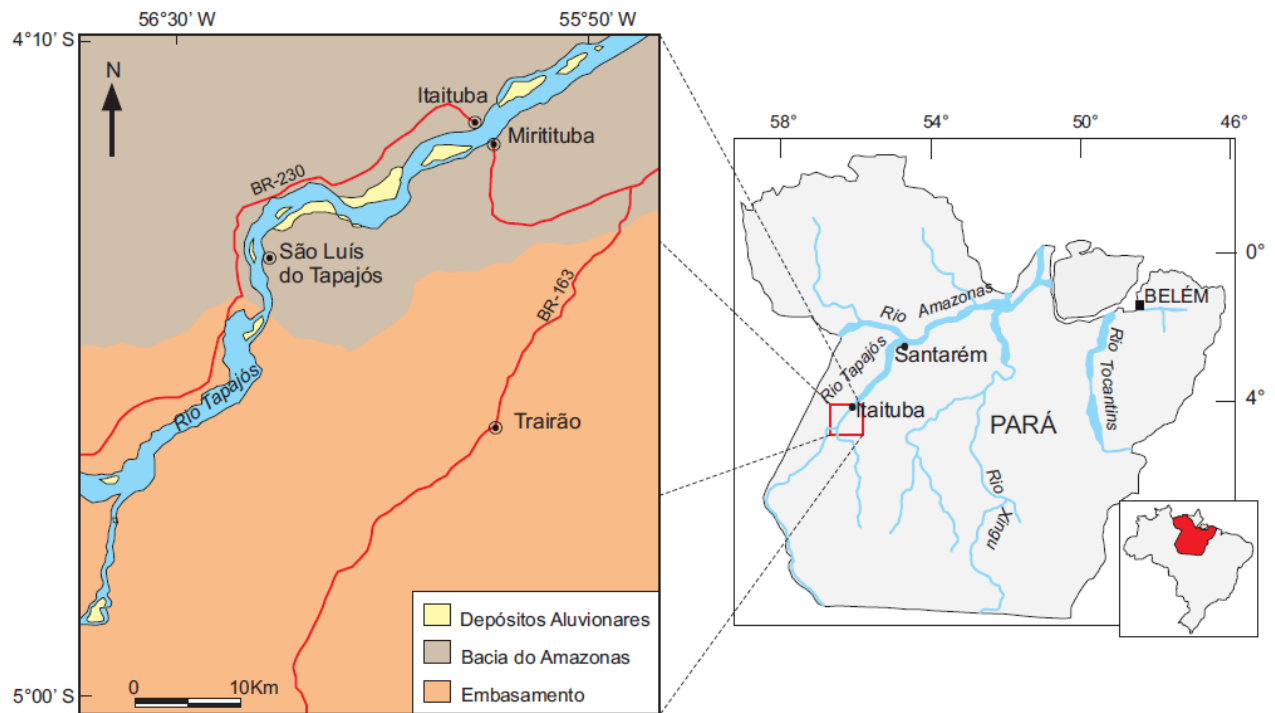 56°30' W
55°50' W
4°10' S
N
Itaituba
Miritituba
BR-230
São Luís
do Tapajós
BR-163
Rio Tapajós
Trairão
Depósitos Aluvionares
Bacia do Amazonas
Embasamento
0
10Km
5°00' S
58°
54°
50°
46°
0°
BELÉM
Rio Amazonas
Santarém
Rio Tapajós
Rio Tocantins
4°
Itaituba
PARÁ
Rio Xingu